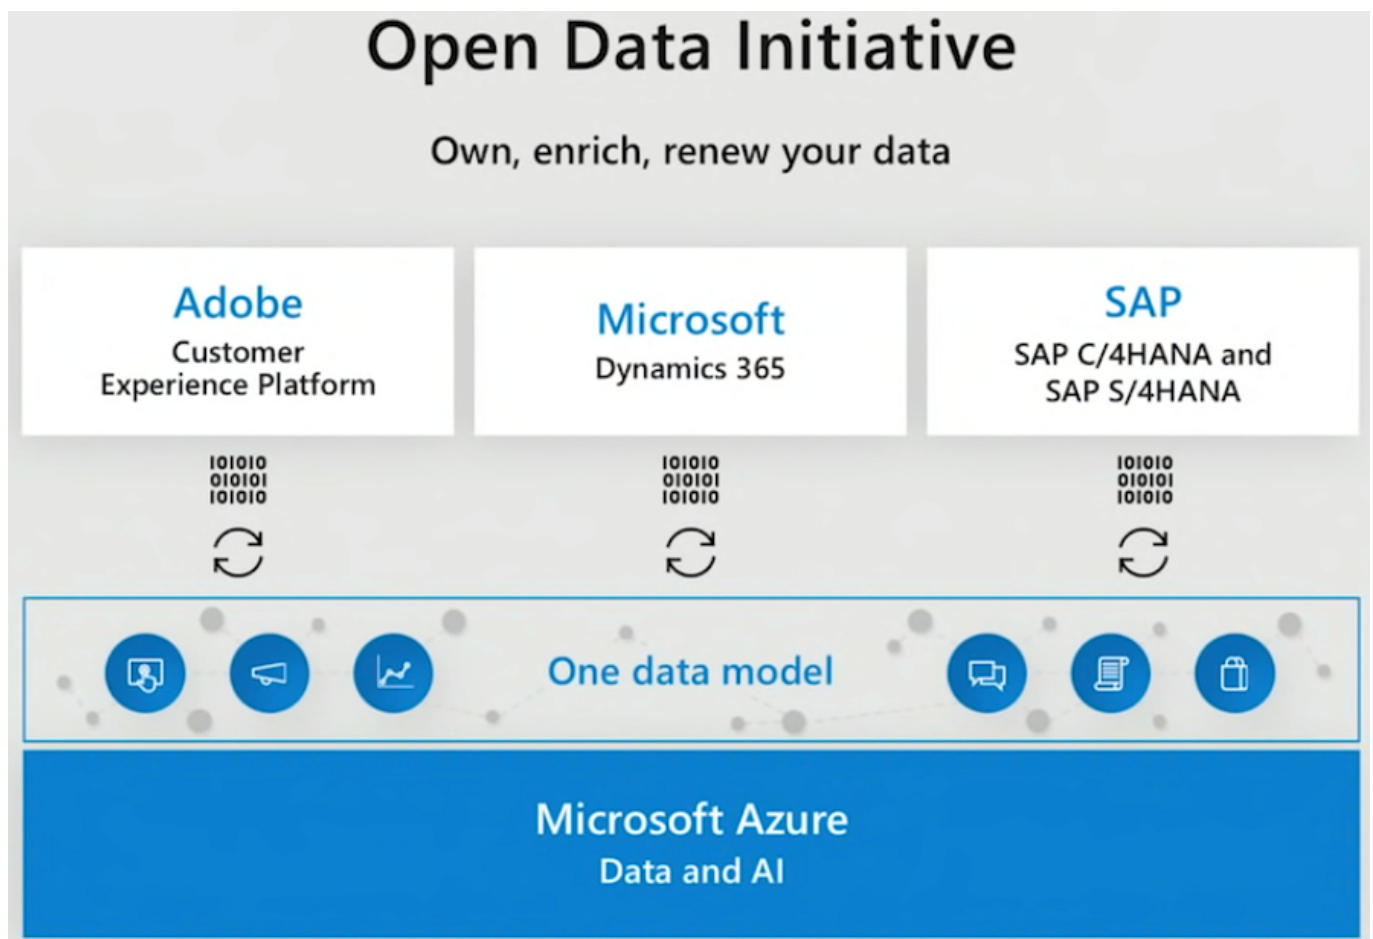 Open Data Initiative
Own, enrich, renew your data
Adobe
Customer
Experience Platform
Microsoft
Dynamics 365
SAP
SAP C/4HANA and
SAP S/4HANA
101010
010101
101010
101010
010101
101010
101010
010101
101010
One data model
Microsoft Azure
Data and AI